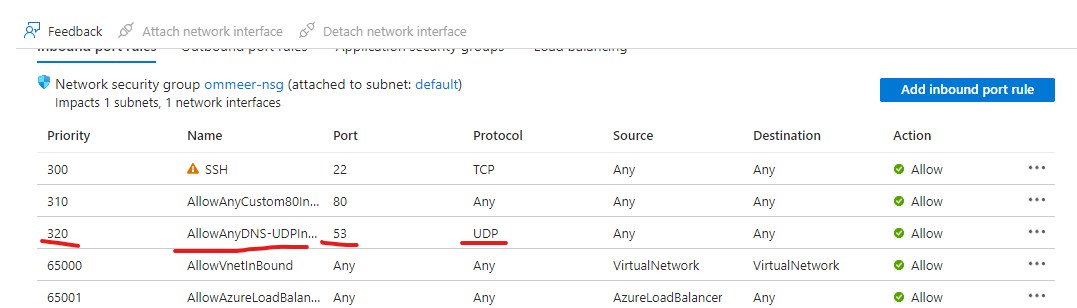 Feedback Attach network interface Detach network interface
Inbound port rules Outbound port rules Application security groups Load balancing
Network security group ommeer-nsg (attached to subnet: default)
Impacts 1 subnets, 1 network interfaces
Add inbound port rule
Priority Name Port Protocol Source Destination Action
300 SSH 22 TCP Any Any Allow
310 AllowAnyCustom80In... 80 Any Any Allow
320 AllowAnyDNS-UDPIn... 53 UDP Any Any Allow
65000 AllowVnetInBound Any Any VirtualNetwork VirtualNetwork Allow
65001 AllowAzureLoadBalan... Any Any AzureLoadBalancer Any Allow